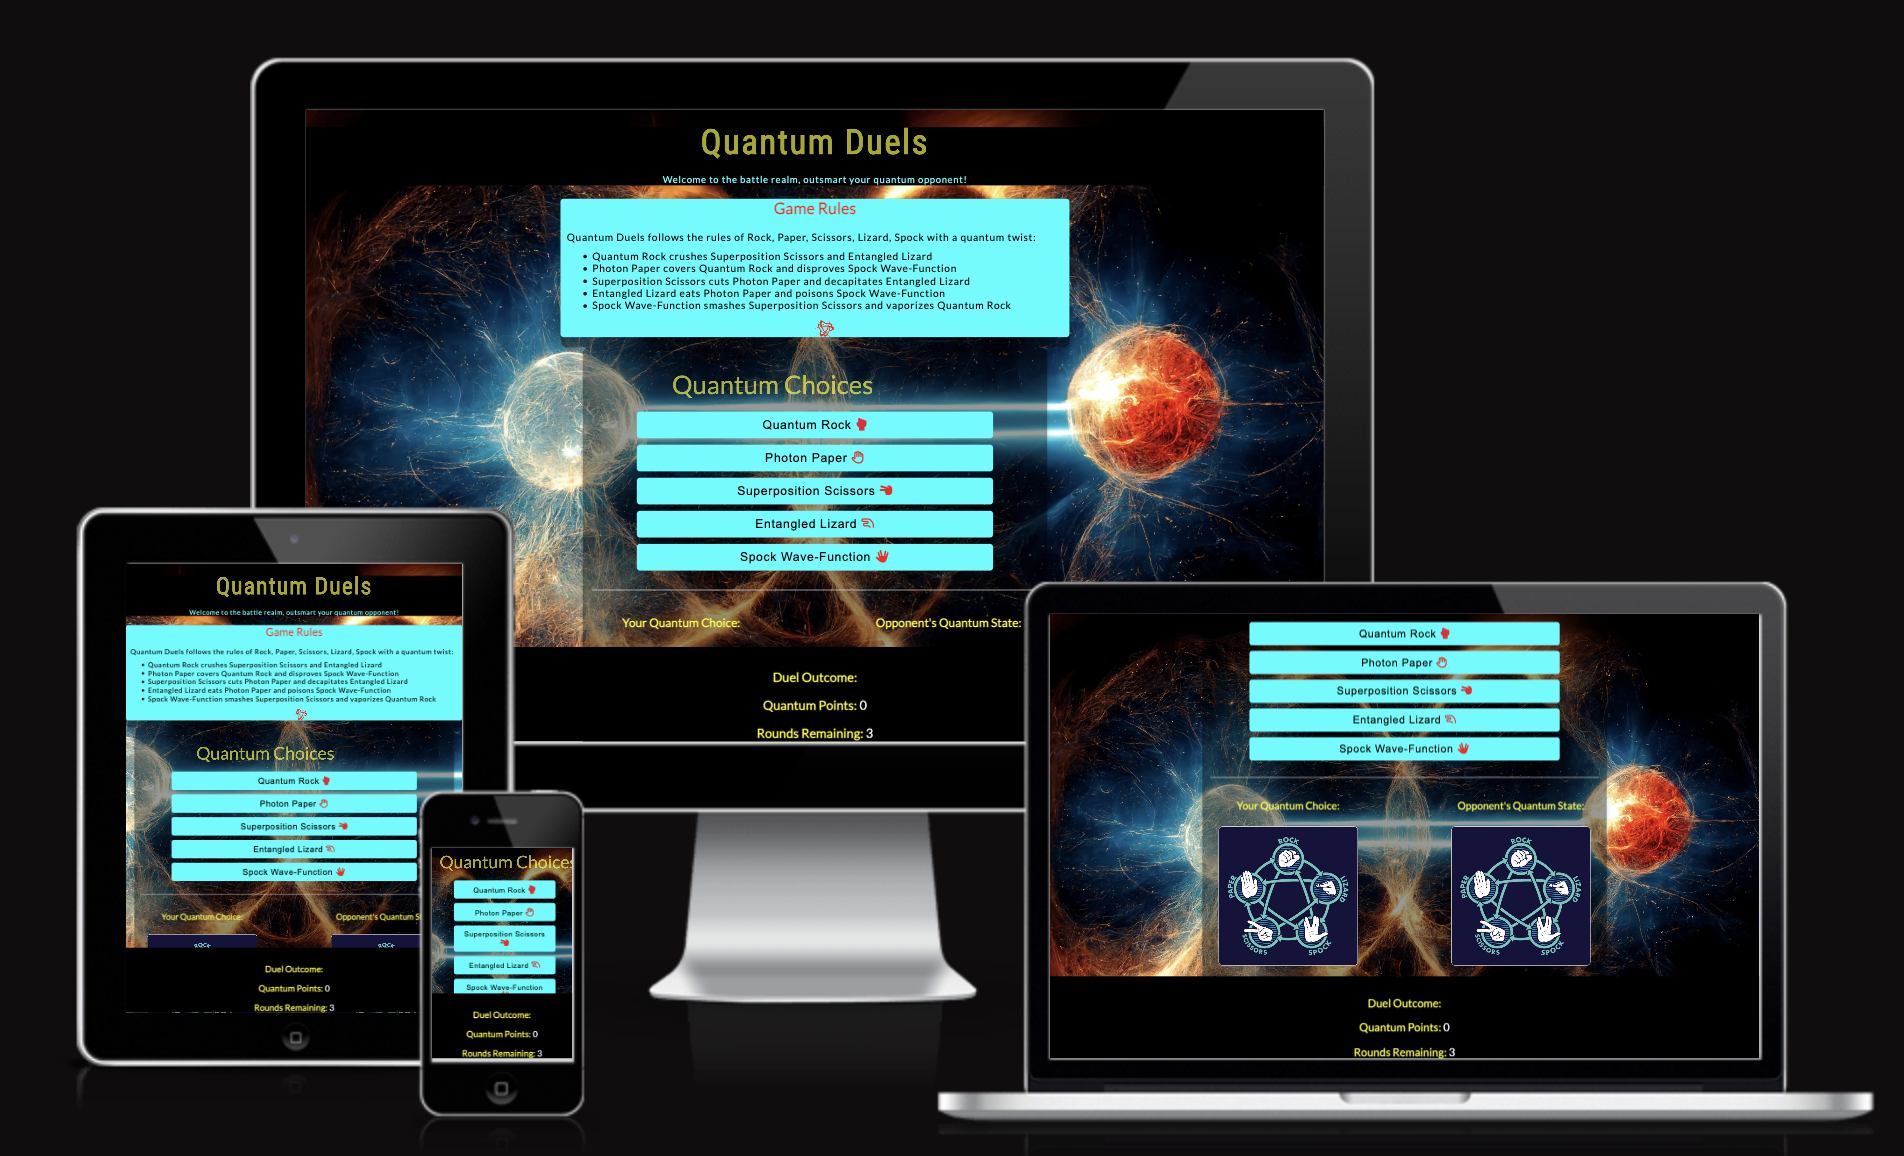 Quantum Duels
Welcome to the battle realm, outsmart your quantum opponent!
Game Rules
Quantum Duels follows the rules of Rock, Paper, Scissors, Lizard, Spock with a quantum twist:
Quantum Rock crushes Superposition Scissors and Entangled Lizard
Photon Paper covers Quantum Rock and disproves Spock Wave-Function
Superposition Scissors cuts Photon Paper and decapitates Entangled Lizard
Entangled Lizard eats Photon Paper and poisons Spock Wave-Function
Spock Wave-Function smashes Superposition Scissors and vaporizes Quantum Rock
Quantum Choices
Quantum Rock
Photon Paper
Superposition Scissors
Entangled Lizard
Spock Wave-Function
Your Quantum Choice:
Opponent's Quantum State:
Duel Outcome:
Quantum Points: 0
Rounds Remaining: 3
Quantum Duels
Welcome to the battle realm, outsmart your quantum opponent!
Game Rules
Quantum Duels follows the rules of Rock, Paper, Scissors, Lizard, Spock with a quantum twist:
Quantum Rock crushes Superposition Scissors and Entangled Lizard
Photon Paper covers Quantum Rock and disproves Spock Wave-Function
Superposition Scissors cuts Photon Paper and decapitates Entangled Lizard
Entangled Lizard eats Photon Paper and poisons Spock Wave-Function
Spock Wave-Function smashes Superposition Scissors and vaporizes Quantum Rock
Quantum Choices
Quantum Rock
Photon Paper
Superposition Scissors
Entangled Lizard
Spock Wave-Function
Your Quantum Choice:
Opponent's Quantum S
ROCK
ROCK
Duel Outcome:
Quantum Points: 0
Rounds Remaining: 3
Quantum Choices
Quantum Rock
Photon Paper
Superposition Scissors
Entangled Lizard
Spock Wave-Function
Duel Outcome:
Quantum Points: 0
Rounds Remaining: 3
Quantum Rock
Photon Paper
Superposition Scissors
Entangled Lizard
Spock Wave-Function
Your Quantum Choice:
Opponent's Quantum State:
ROCK
PAPER
LIZARD
SCISSORS
SPOCK
ROCK
PAPER
LIZARD
SCISSORS
SPOCK
Duel Outcome:
Quantum Points: 0
Rounds Remaining: 3